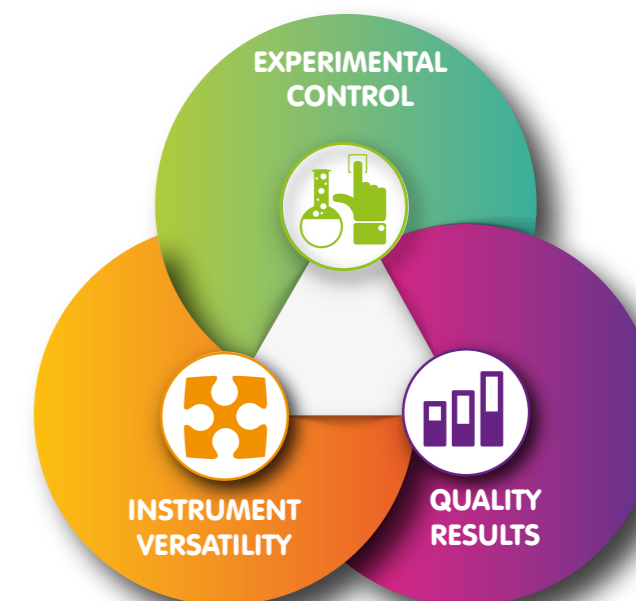 EXPERIMENTAL
CONTROL
INSTRUMENT
VERSATILITY
QUALITY
RESULTS